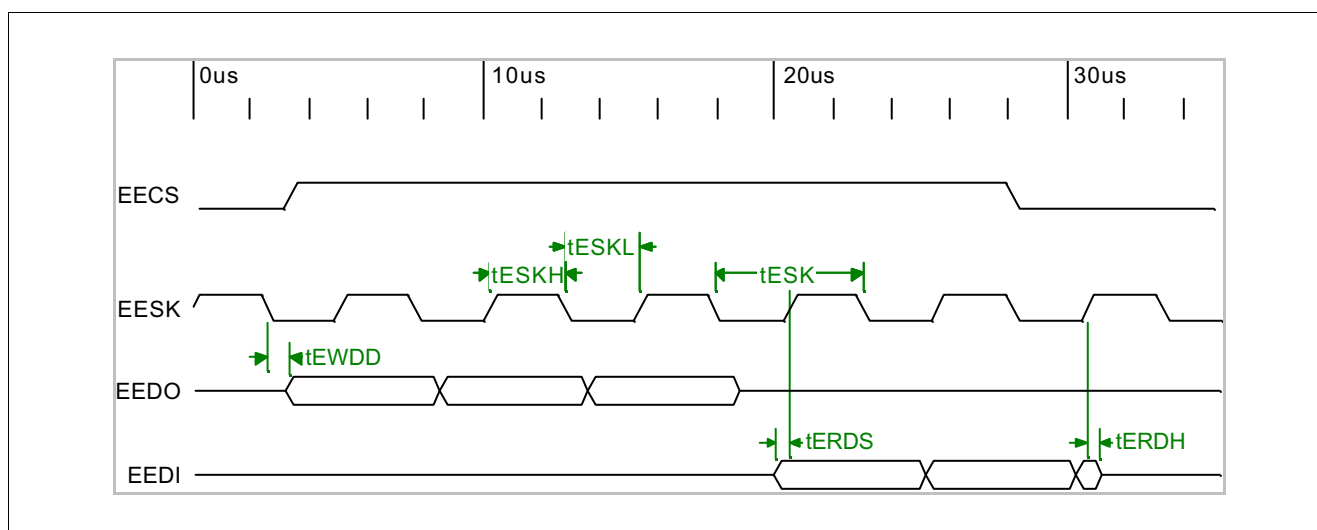 0us 10us 20us 30us
EECS
tESKL
tESKH tESK
EESK
tEWDD
EEDO
tERDS tERDH
EEDI